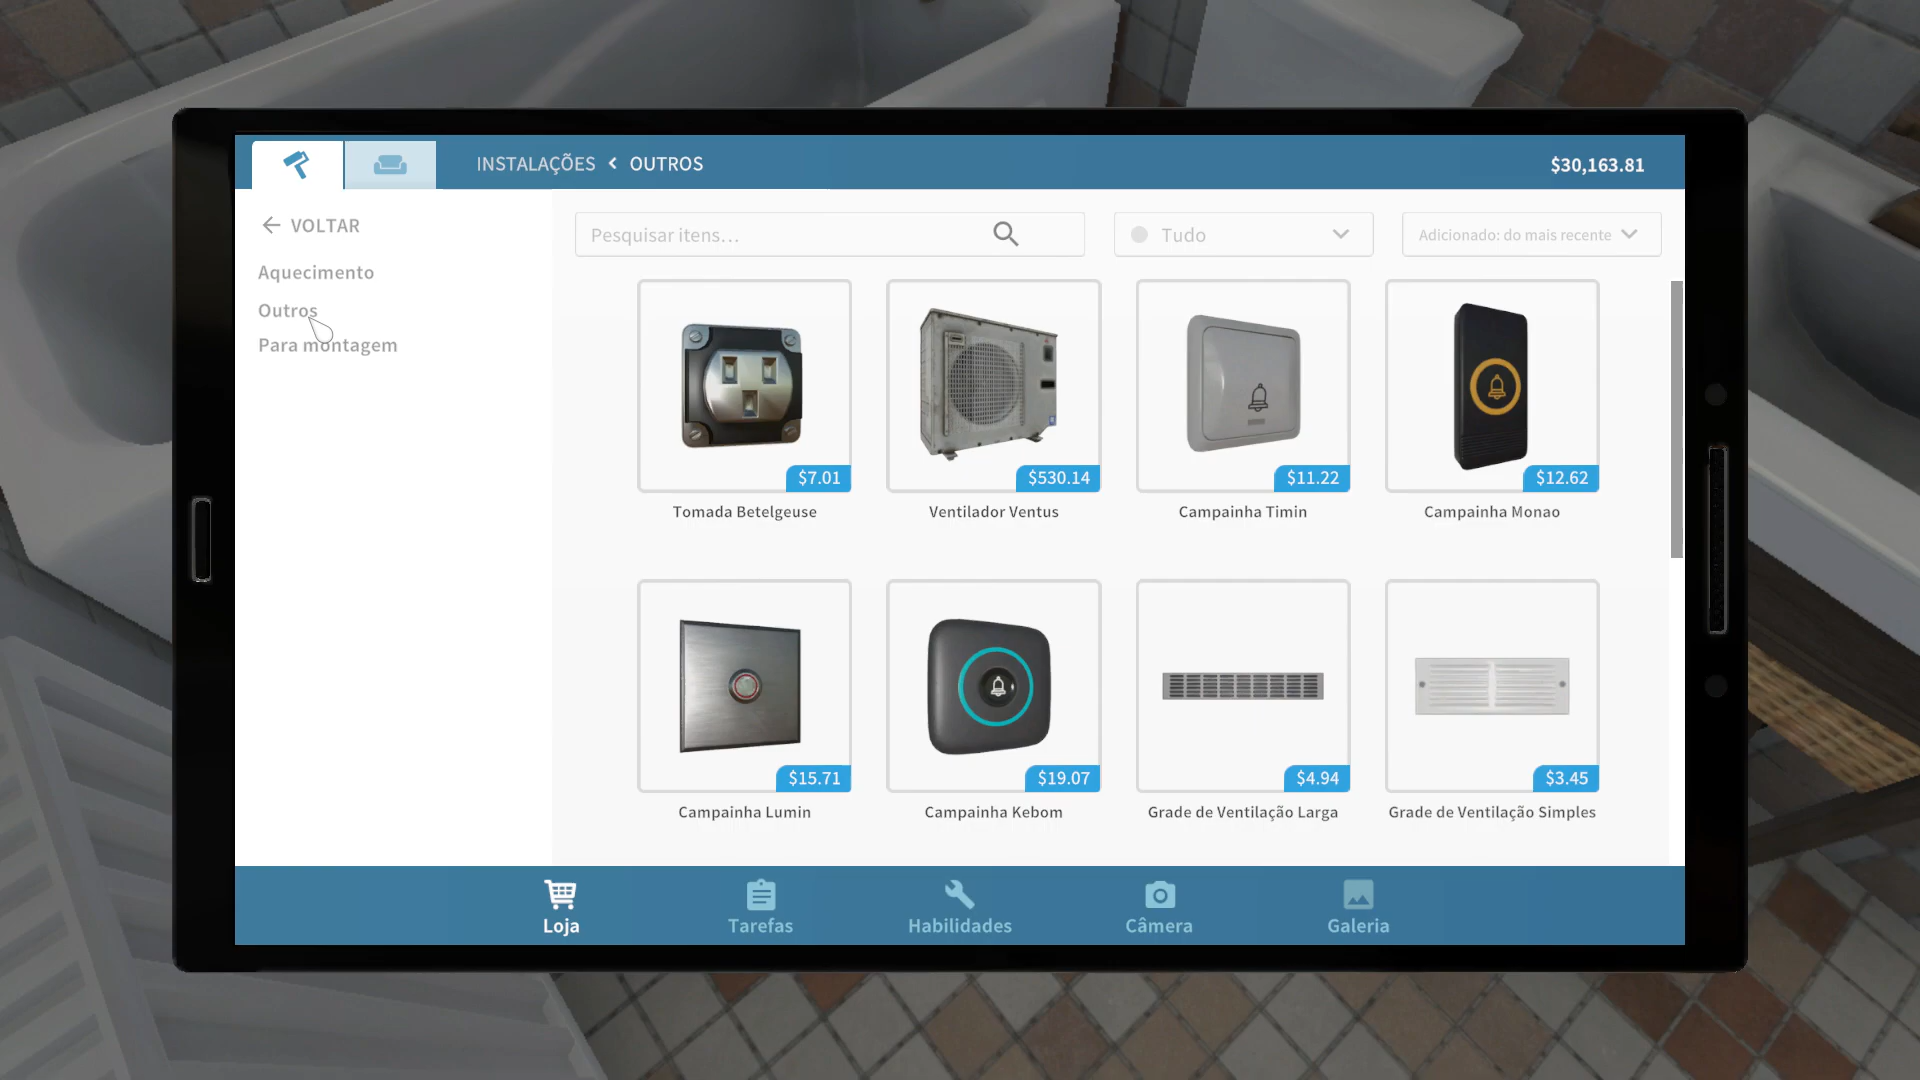 INSTALAÇÕES < OUTROS
$30,163.81
VOLTAR
Aquecimento
Outros
Para montagem
Pesquisar itens...
Tudo
Adicionado: do mais recente
$7.01
$530.14
$11.22
$12.62
Tomada Betelgeuse
Ventilador Ventus
Campainha Timin
Campainha Monao
$15.71
$19.07
$4.94
$3.45
Campainha Lumin
Campainha Kebom
Grade de Ventilação Larga
Grade de Ventilação Simples
Loja
Tarefas
Habilidades
Câmera
Galeria